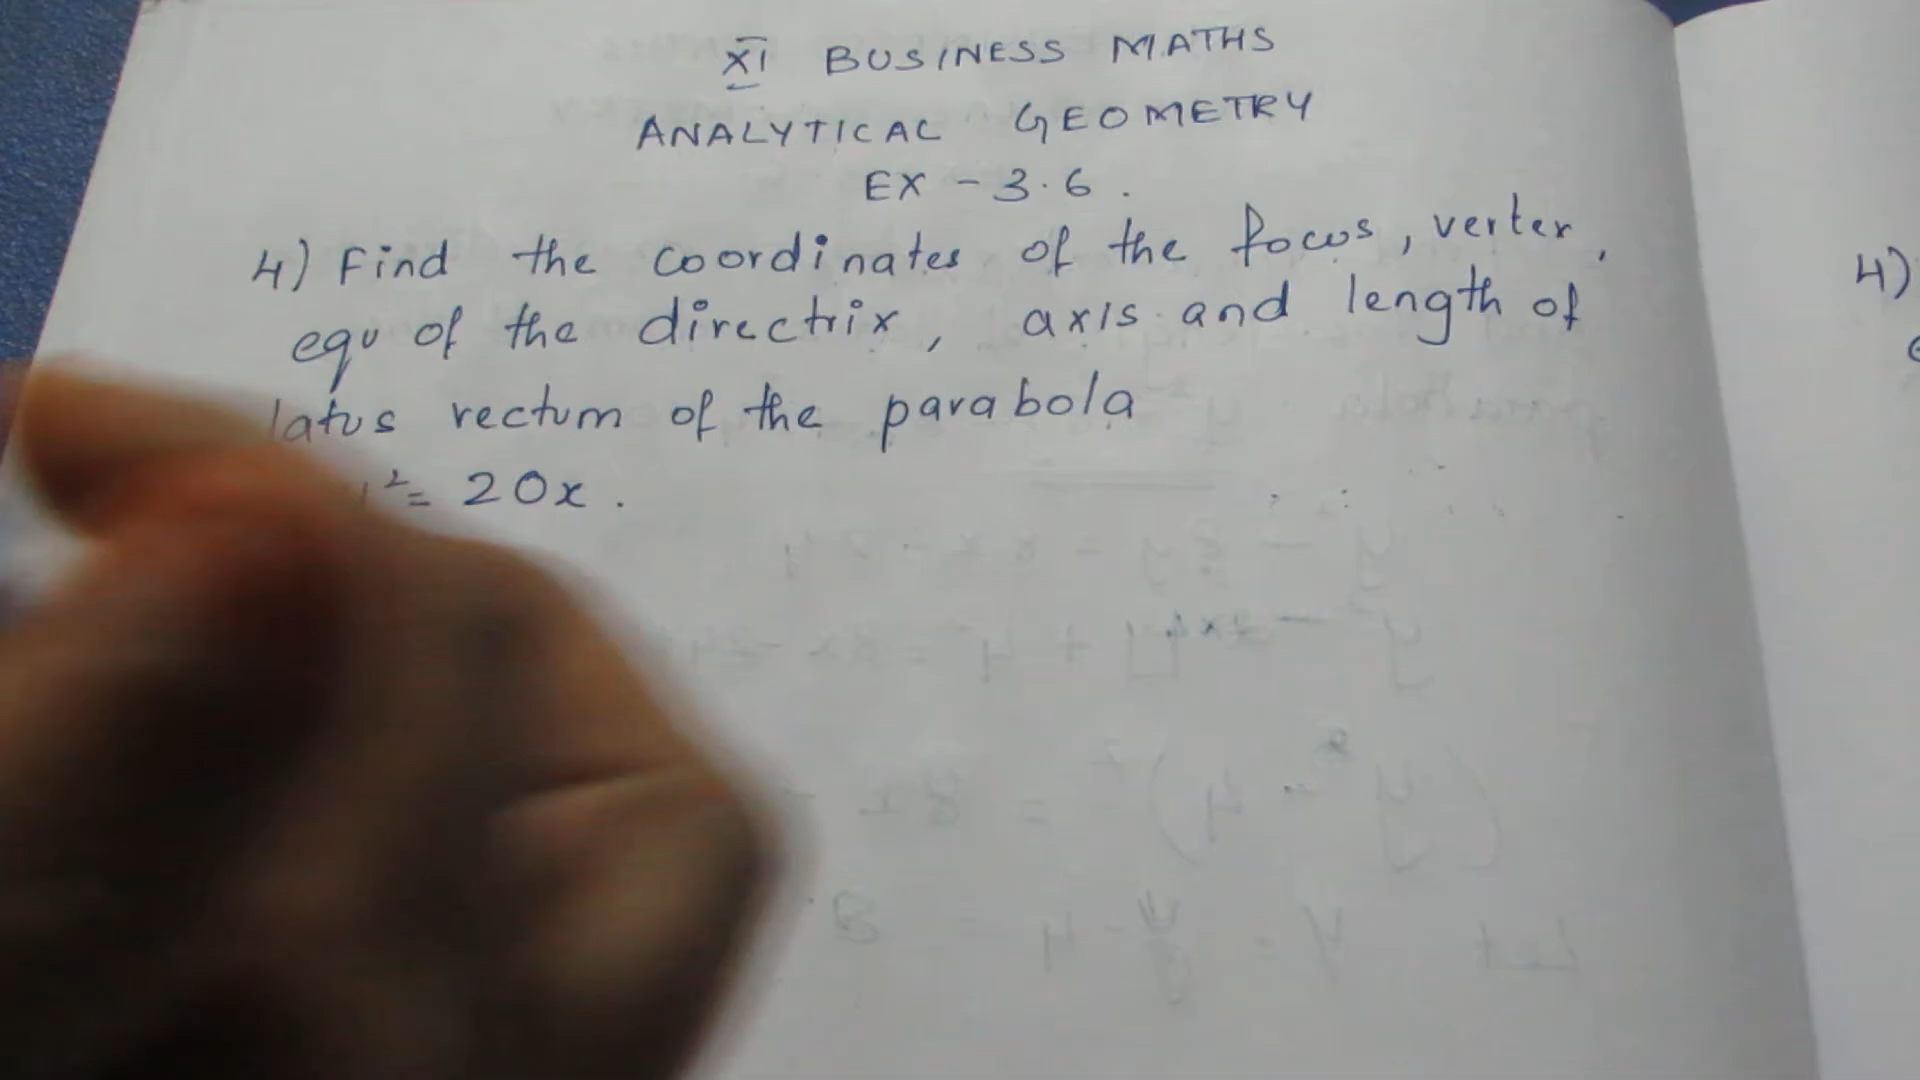 XI BUSINESS MATHS
ANALYTICAL GEOMETRY
EX - 3.6.
4) Find the coordinates of the focus, vertex,
equ of the directrix, axis and length of
latus rectum of the parabola
² = 20x.
4)